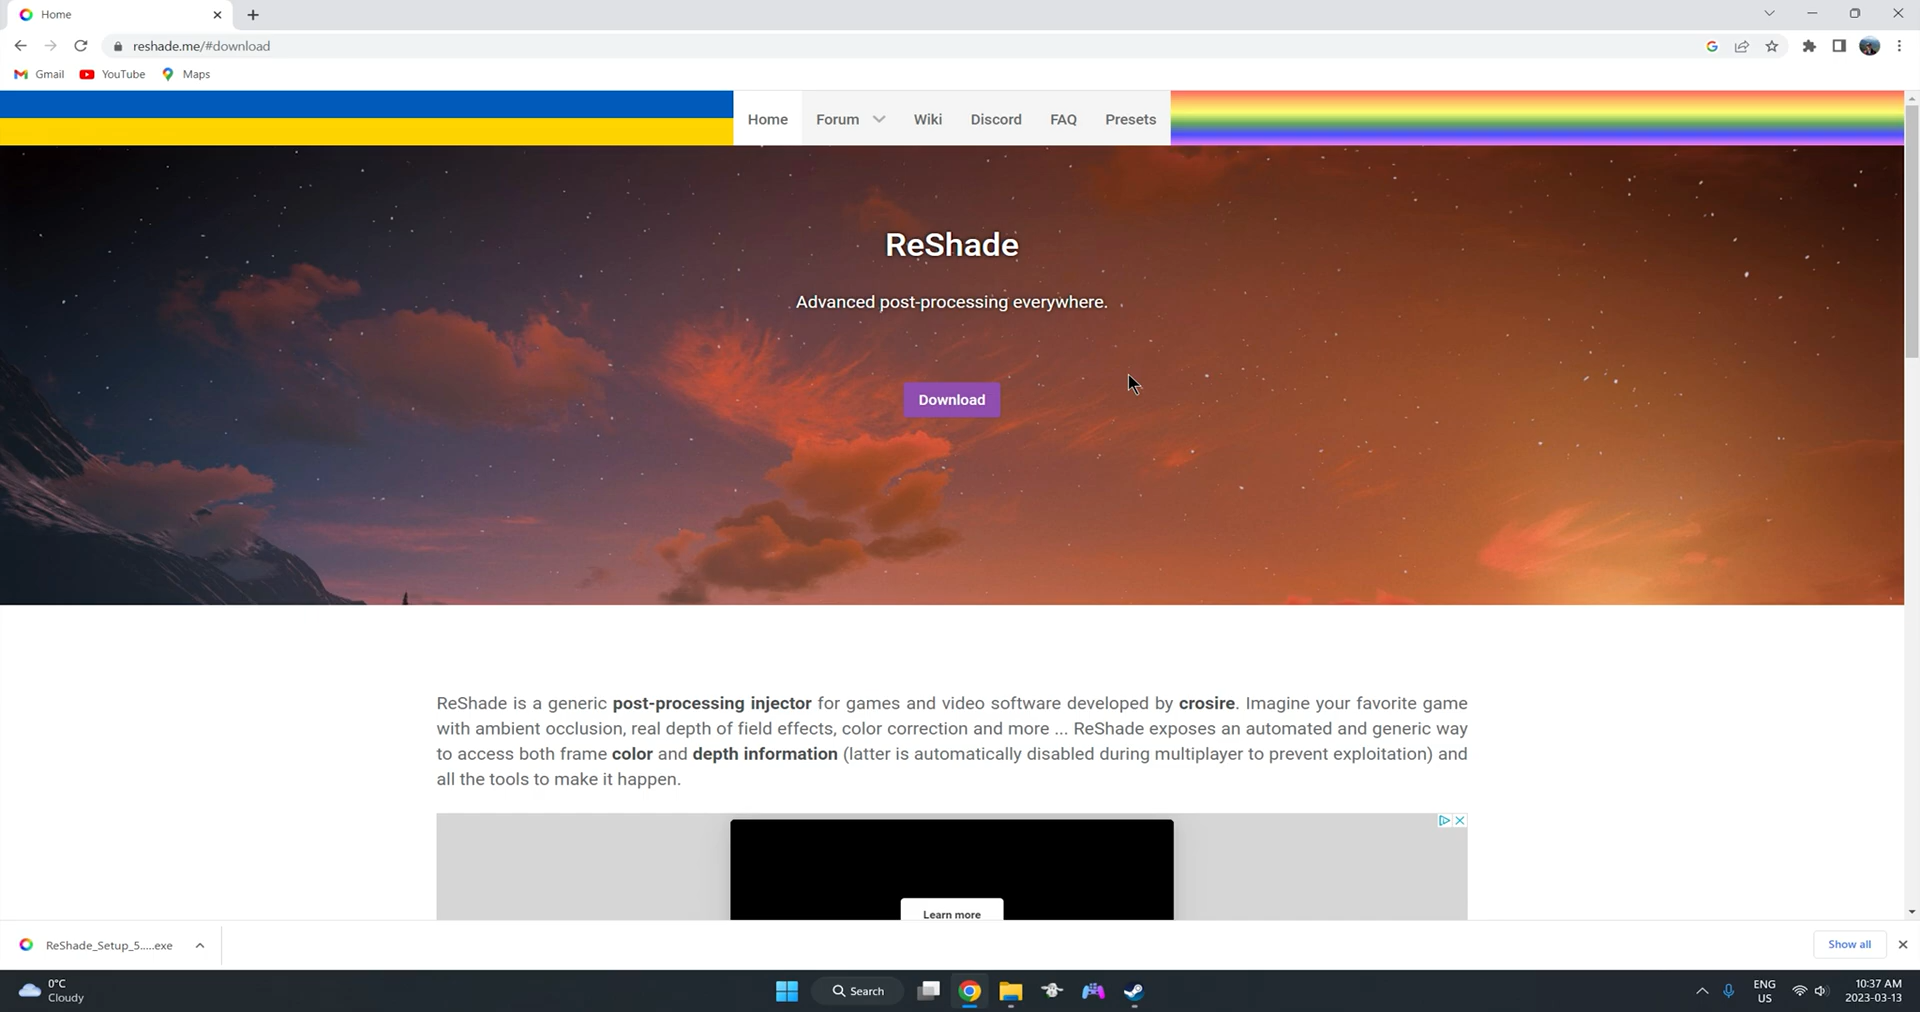 Home
reshade.me/#download
Gmail YouTube Maps
Home Forum Wiki Discord FAQ Presets
ReShade
Advanced post-processing everywhere.
Download
ReShade is a generic post-processing injector for games and video software developed by crosire. Imagine your favorite game
with ambient occlusion, real depth of field effects, color correction and more ... ReShade exposes an automated and generic way
to access both frame color and depth information (latter is automatically disabled during multiplayer to prevent exploitation) and
all the tools to make it happen.
Learn more
ReShade_Setup_5.....exe
Show all
0°C
Cloudy
Search
ENG
US
10:37 AM
2023-03-13